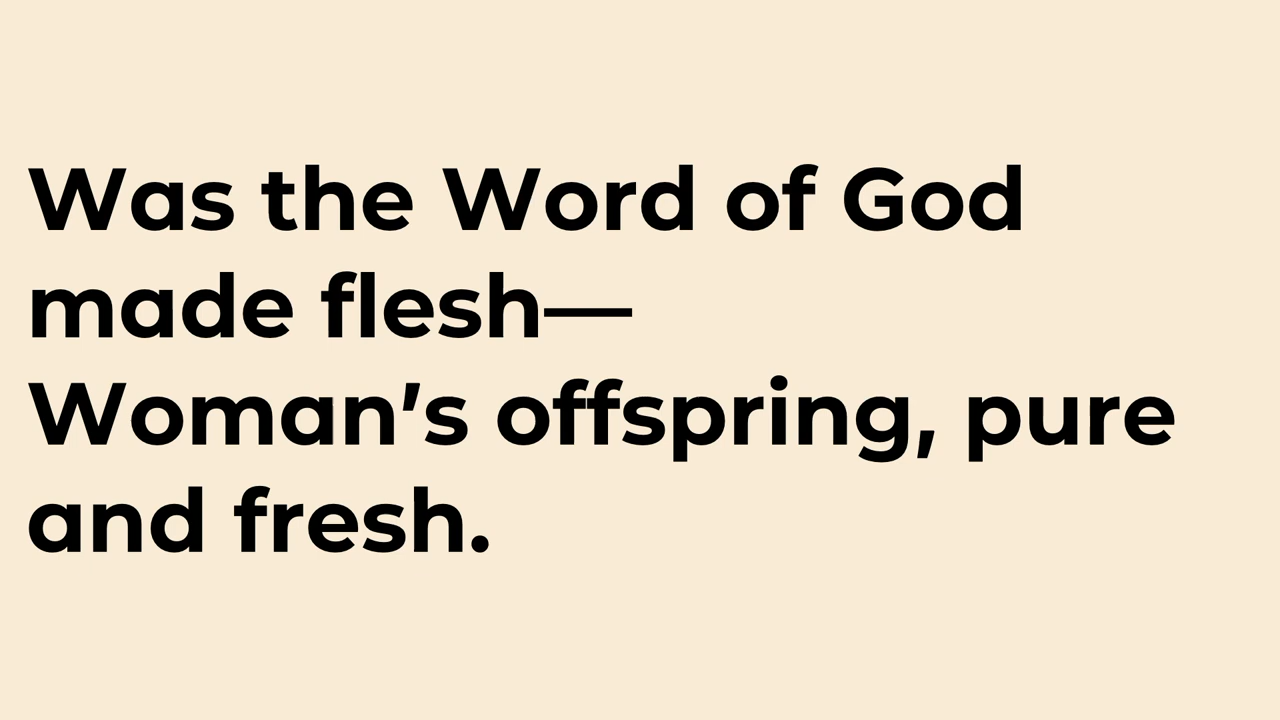 Was the Word of God
made flesh—
Woman's offspring, pure
and fresh.